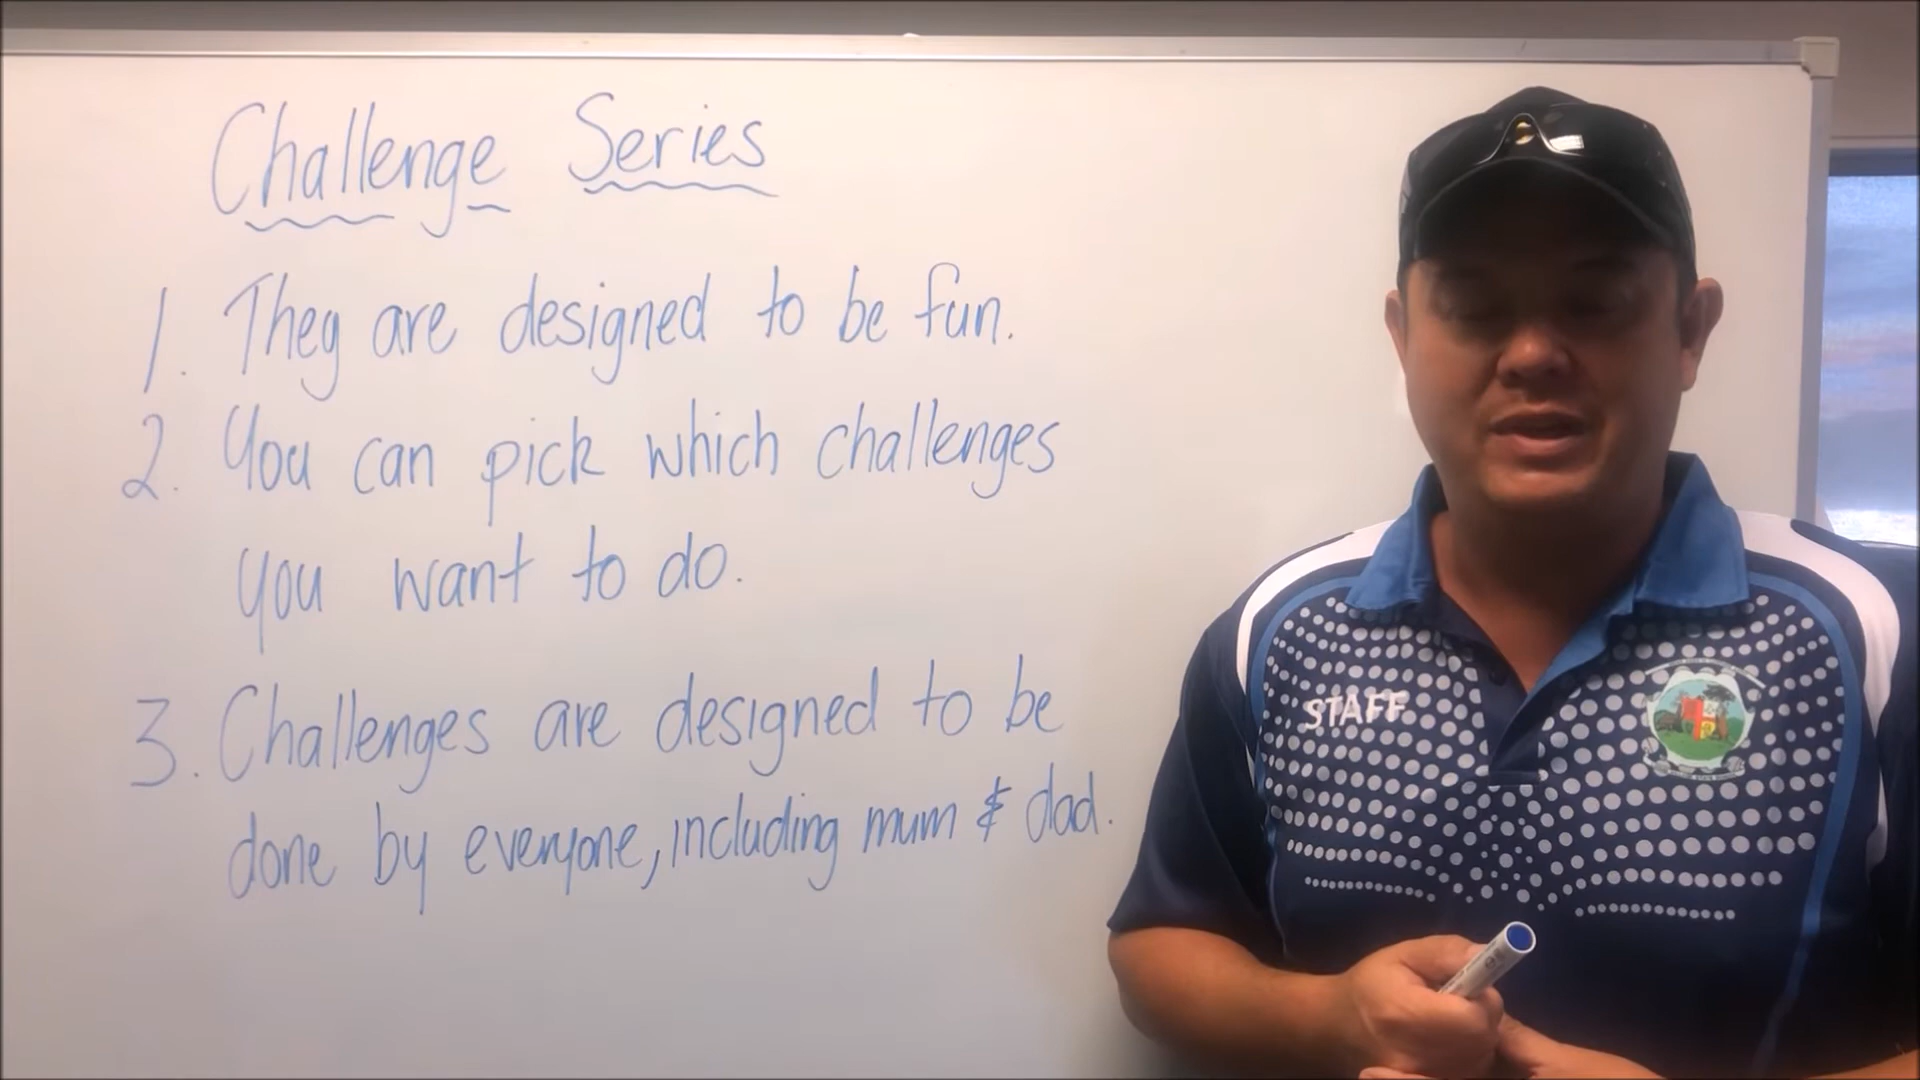 Challenge Series
1. They are designed to be fun.
2. You can pick which challenges
you want to do.
3. Challenges are designed to be
done by everyone, including mum & dad.
STAFF